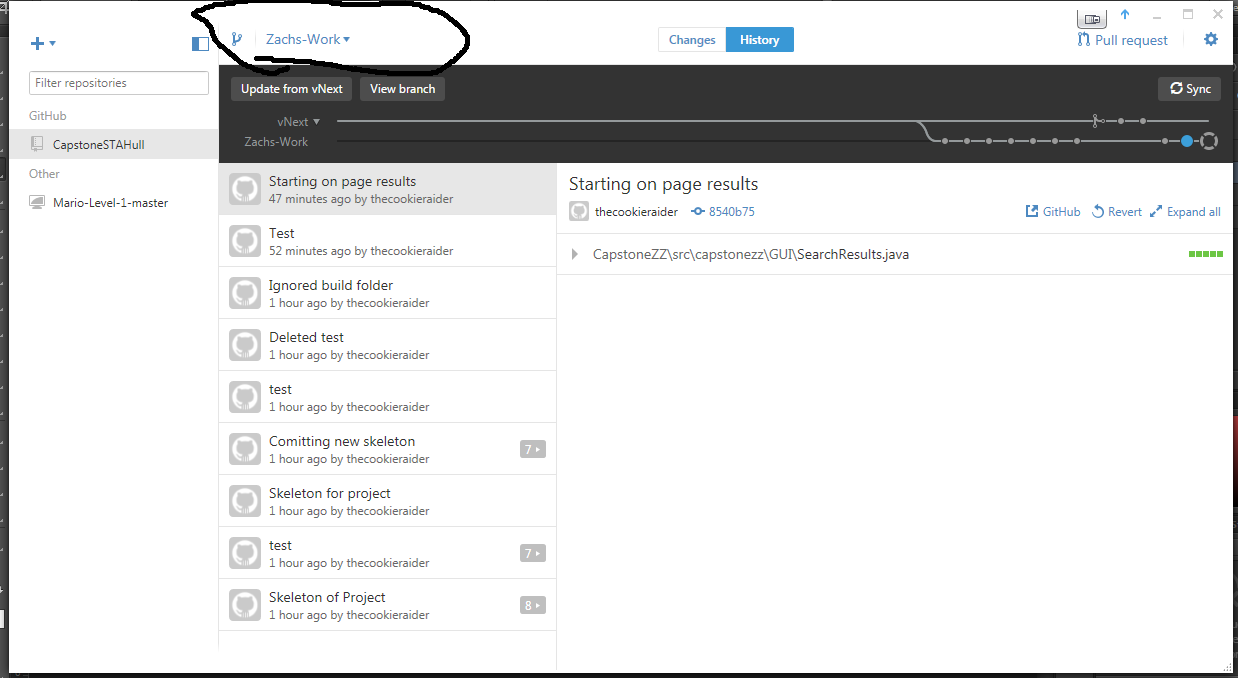 Zachs-Work
Changes
History
Pull request
Filter repositories
GitHub
CapstoneSTAHull
Other
Mario-Level-1-master
Update from vNext
View branch
Sync
vNext
Zachs-Work
Starting on page results
47 minutes ago by thecookieraider
Test
52 minutes ago by thecookieraider
Ignored build folder
1 hour ago by thecookieraider
Deleted test
1 hour ago by thecookieraider
test
1 hour ago by thecookieraider
Comitting new skeleton
1 hour ago by thecookieraider
7
Skeleton for project
1 hour ago by thecookieraider
test
1 hour ago by thecookieraider
7
Skeleton of Project
1 hour ago by thecookieraider
8
Starting on page results
thecookieraider
8540b75
GitHub
Revert
Expand all
CapstoneZZ\src\capstonezz\GUI\SearchResults.java